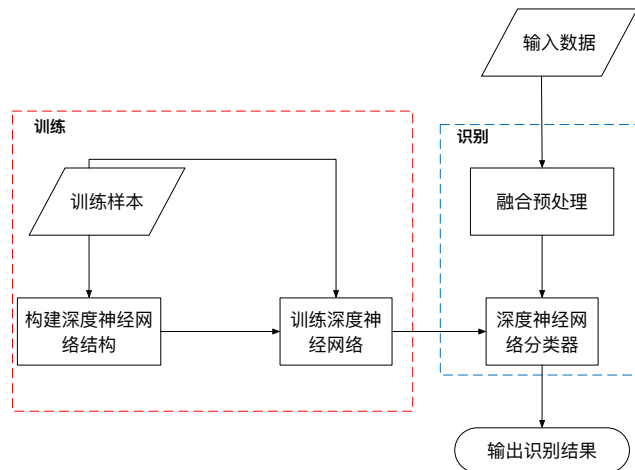 输入数据
训练
识别
训练样本
融合预处理
构建深度神经网
络结构
训练深度神
经网络
深度神经网
络分类器
输出识别结果